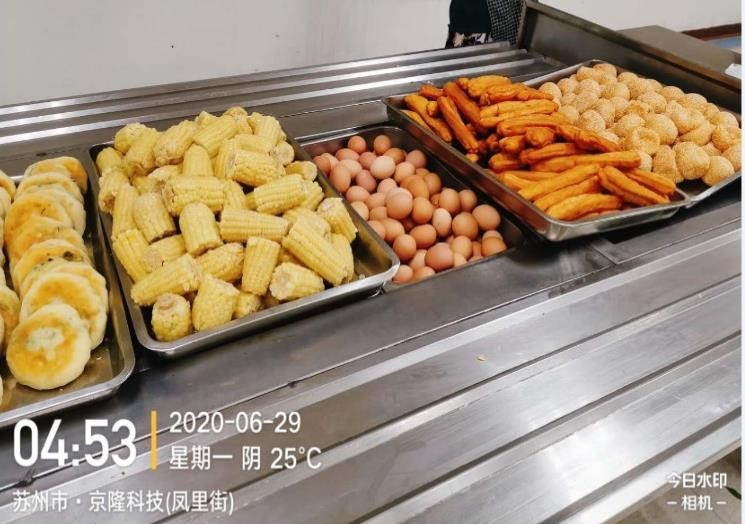 04:53
2020-06-29
星期一 阴 25°C
苏州市·京隆科技(凤里街)
今日水印
-相机-